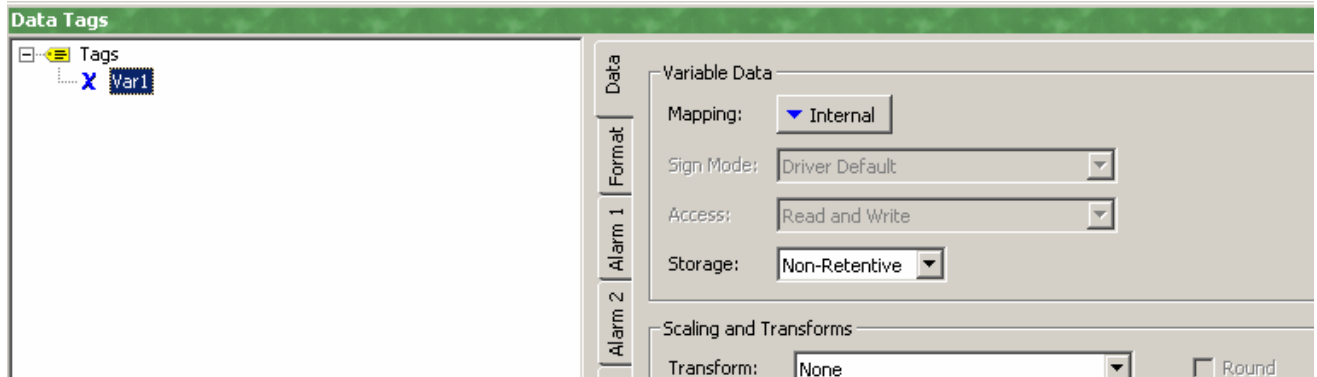 Data Tags
Tags
Var1
Data
Format
Alarm 1
Alarm 2
Variable Data
Mapping: Internal
Sign Mode: Driver Default
Access: Read and Write
Storage: Non-Retentive
Scaling and Transforms
Transform: None Round